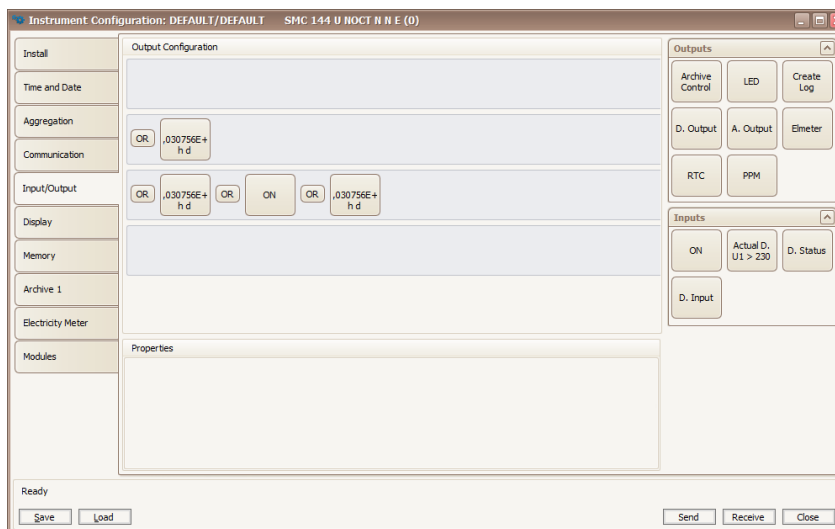 Instrument Configuration: DEFAULT/DEFAULT SMC 144 U NOCT N N E (0)
Install
Time and Date
Aggregation
Communication
Input/Output
Display
Memory
Archive 1
Electricity Meter
Modules
Output Configuration
OR
,030756E+
h d
OR
,030756E+
h d
OR
ON
OR
,030756E+
h d
Properties
Outputs
Archive
Control
LED
Create
Log
D. Output
A. Output
Elmeter
RTC
PPM
Inputs
ON
Actual D.
U1 > 230
D. Status
D. Input
Ready
Save
Load
Send
Receive
Close